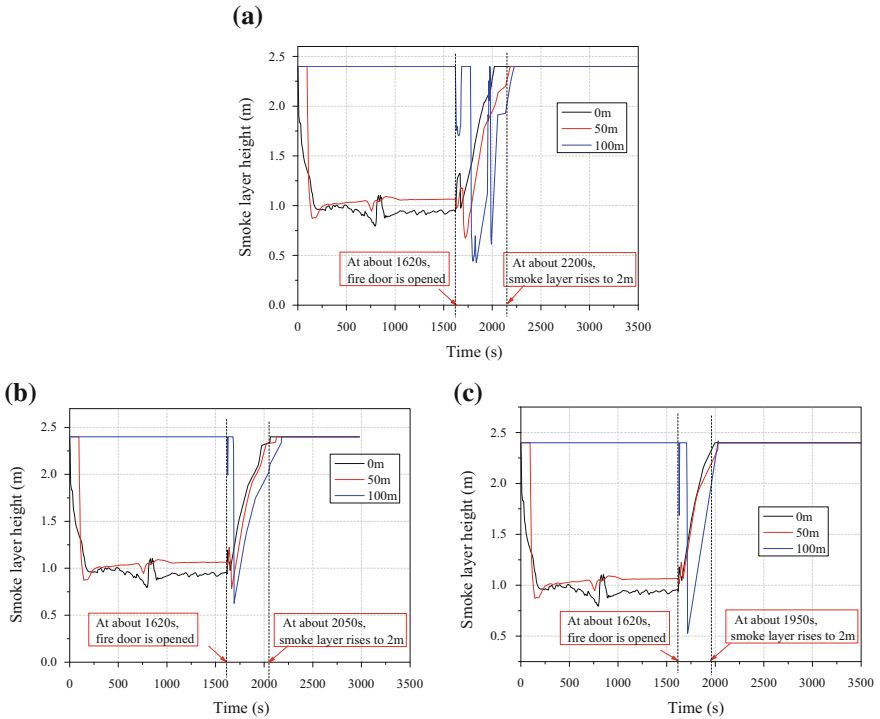 (a)
2.5
2.0
1.5
1.0
0.5
0.0
Smoke layer height (m)
0m
50m
100m
At about 1620s,
fire door is opened
At about 2200s,
smoke layer rises to 2m
0
500
1000
1500
2000
2500
3000
3500
Time (s)
(b)
2.5
2.0
1.5
1.0
0.5
0.0
Smoke layer height (m)
0m
50m
100m
At about 1620s,
fire door is opened
At about 2050s,
smoke layer rises to 2m
0
500
1000
1500
2000
2500
3000
3500
Time (s)
(c)
2.5
2.0
1.5
1.0
0.5
Smoke layer height (m)
0m
50m
100m
At about 1620s,
fire door is opened
At about 1950s,
smoke layer rises to 2m
0
500
1000
1500
2000
2500
3000
3500
Time (s)